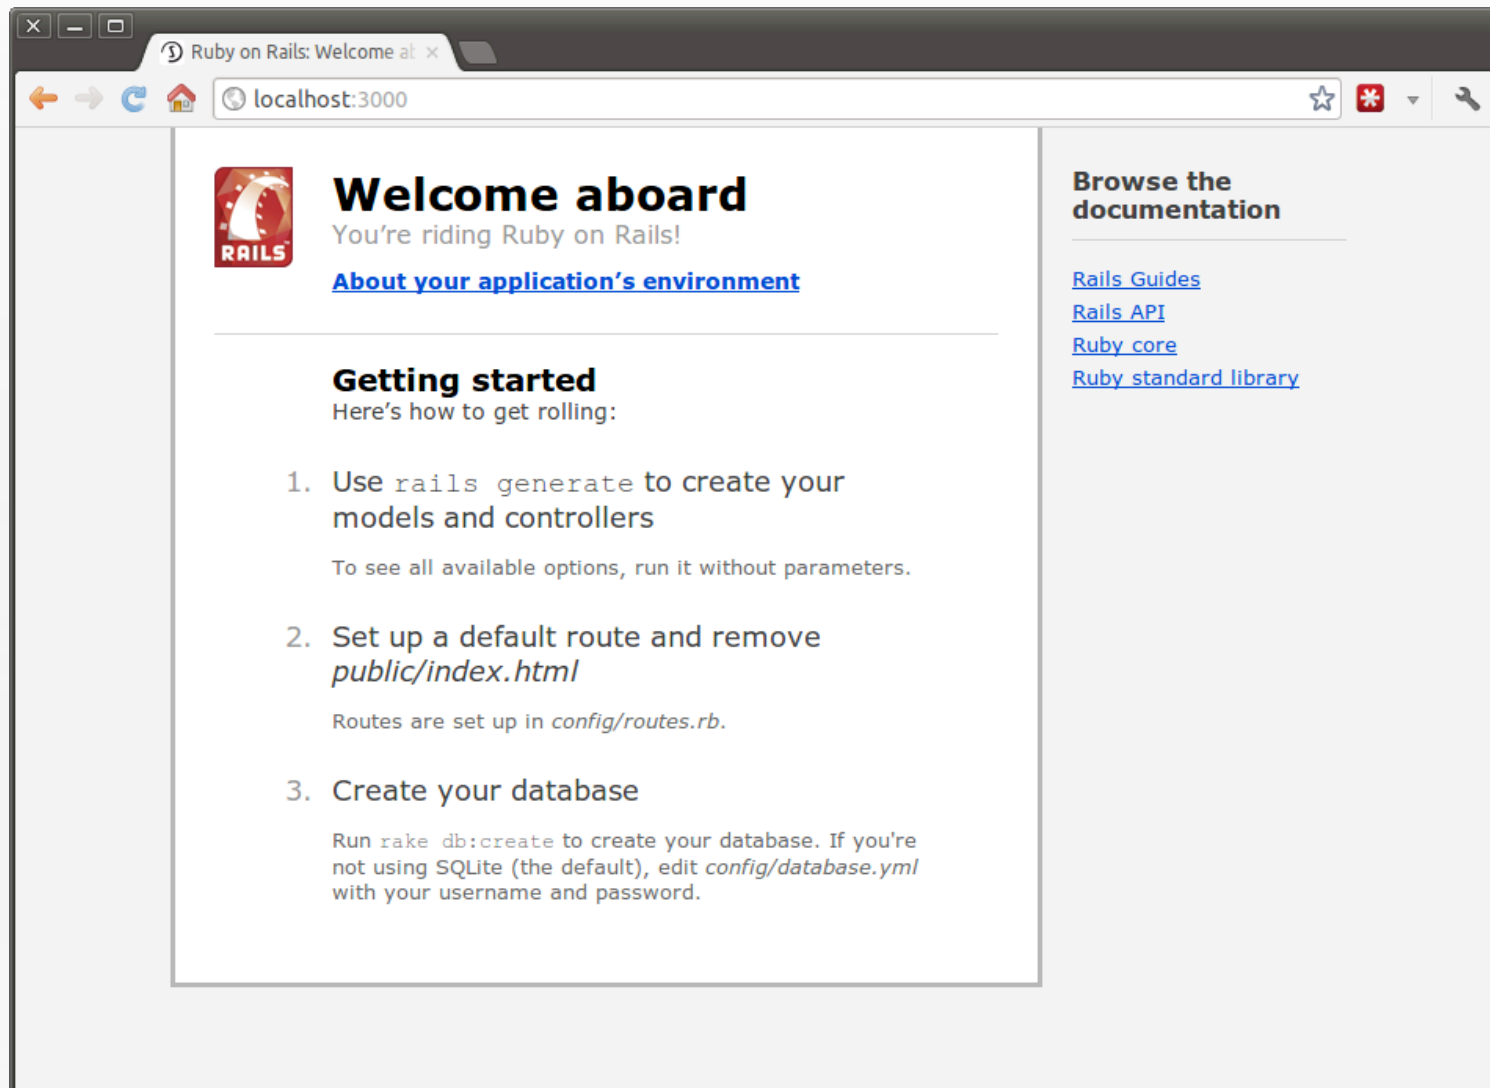 Ruby on Rails: Welcome ab
localhost:3000
RAILS
Welcome aboard
You’re riding Ruby on Rails!
About your application’s environment
Getting started
Here’s how to get rolling:
1. Use rails generate to create your
models and controllers
To see all available options, run it without parameters.
2. Set up a default route and remove
public/index.html
Routes are set up in config/routes.rb.
3. Create your database
Run rake db:create to create your database. If you're
not using SQLite (the default), edit config/database.yml
with your username and password.
Browse the
documentation
Rails Guides
Rails API
Ruby core
Ruby standard library